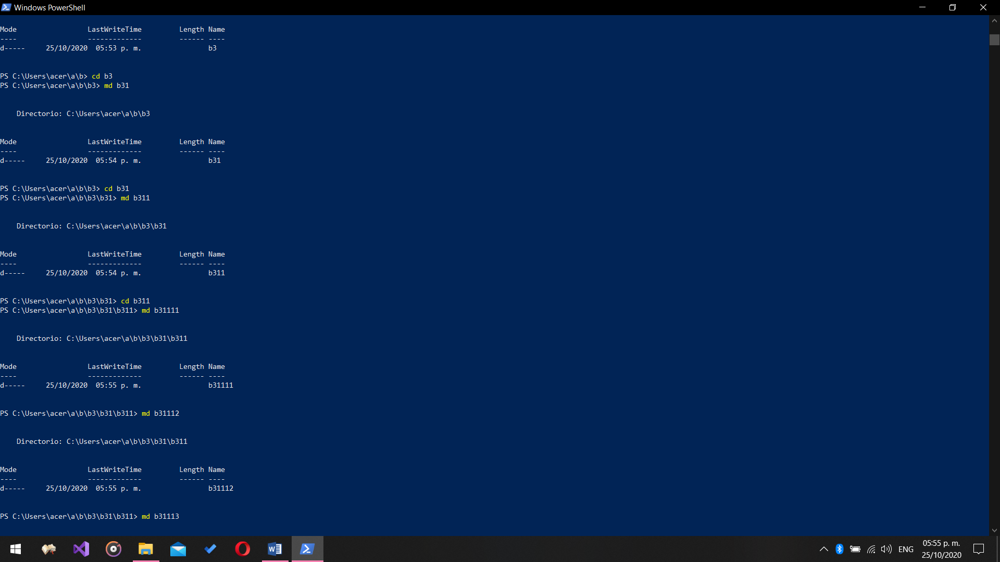 Windows PowerShell
Mode                 LastWriteTime         Length Name
----                 -------------         ------ ----
d-----     25/10/2020  05:53 p. m.                b3
PS C:\Users\acer\a\b> cd b3
PS C:\Users\acer\a\b\b3> md b31
    Directorio: C:\Users\acer\a\b\b3
Mode                 LastWriteTime         Length Name
----                 -------------         ------ ----
d-----     25/10/2020  05:54 p. m.                b31
PS C:\Users\acer\a\b\b3> cd b31
PS C:\Users\acer\a\b\b3\b31> md b311
    Directorio: C:\Users\acer\a\b\b3\b31
Mode                 LastWriteTime         Length Name
----                 -------------         ------ ----
d-----     25/10/2020  05:54 p. m.                b311
PS C:\Users\acer\a\b\b3\b31> cd b311
PS C:\Users\acer\a\b\b3\b31\b311> md b31111
    Directorio: C:\Users\acer\a\b\b3\b31\b311
Mode                 LastWriteTime         Length Name
----                 -------------         ------ ----
d-----     25/10/2020  05:55 p. m.                b31111
PS C:\Users\acer\a\b\b3\b31\b311> md b31112
    Directorio: C:\Users\acer\a\b\b3\b31\b311
Mode                 LastWriteTime         Length Name
----                 -------------         ------ ----
d-----     25/10/2020  05:55 p. m.                b31112
PS C:\Users\acer\a\b\b3\b31\b311> md b31113
ENG
05:55 p. m.
25/10/2020